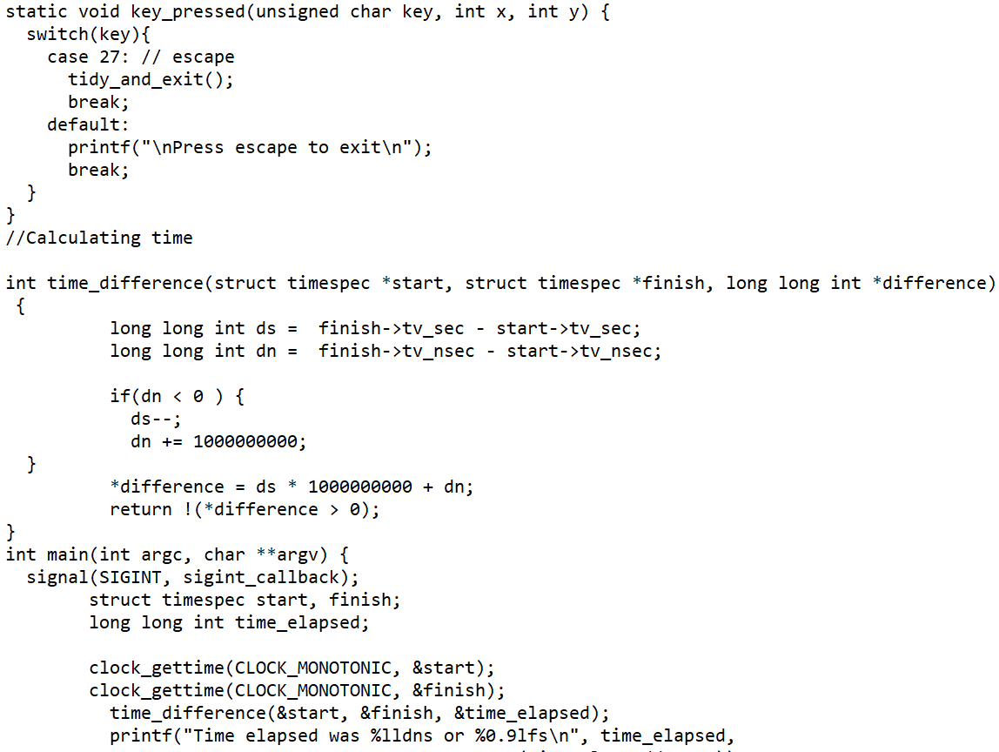 static void key_pressed(unsigned char key, int x, int y) {
  switch(key){
    case 27: // escape
      tidy_and_exit();
      break;
    default:
      printf("\nPress escape to exit\n");
      break;
  }
}
//Calculating time

int time_difference(struct timespec *start, struct timespec *finish, long long int *difference)
 {
          long long int ds =  finish->tv_sec - start->tv_sec;
          long long int dn =  finish->tv_nsec - start->tv_nsec;

          if(dn < 0 ) {
            ds--;
            dn += 1000000000;
  }
          *difference = ds * 1000000000 + dn;
          return !(*difference > 0);
}
int main(int argc, char **argv) {
  signal(SIGINT, sigint_callback);
        struct timespec start, finish;
        long long int time_elapsed;

        clock_gettime(CLOCK_MONOTONIC, &start);
        clock_gettime(CLOCK_MONOTONIC, &finish);
          time_difference(&start, &finish, &time_elapsed);
          printf("Time elapsed was %lldns or %0.9lfs\n", time_elapsed,